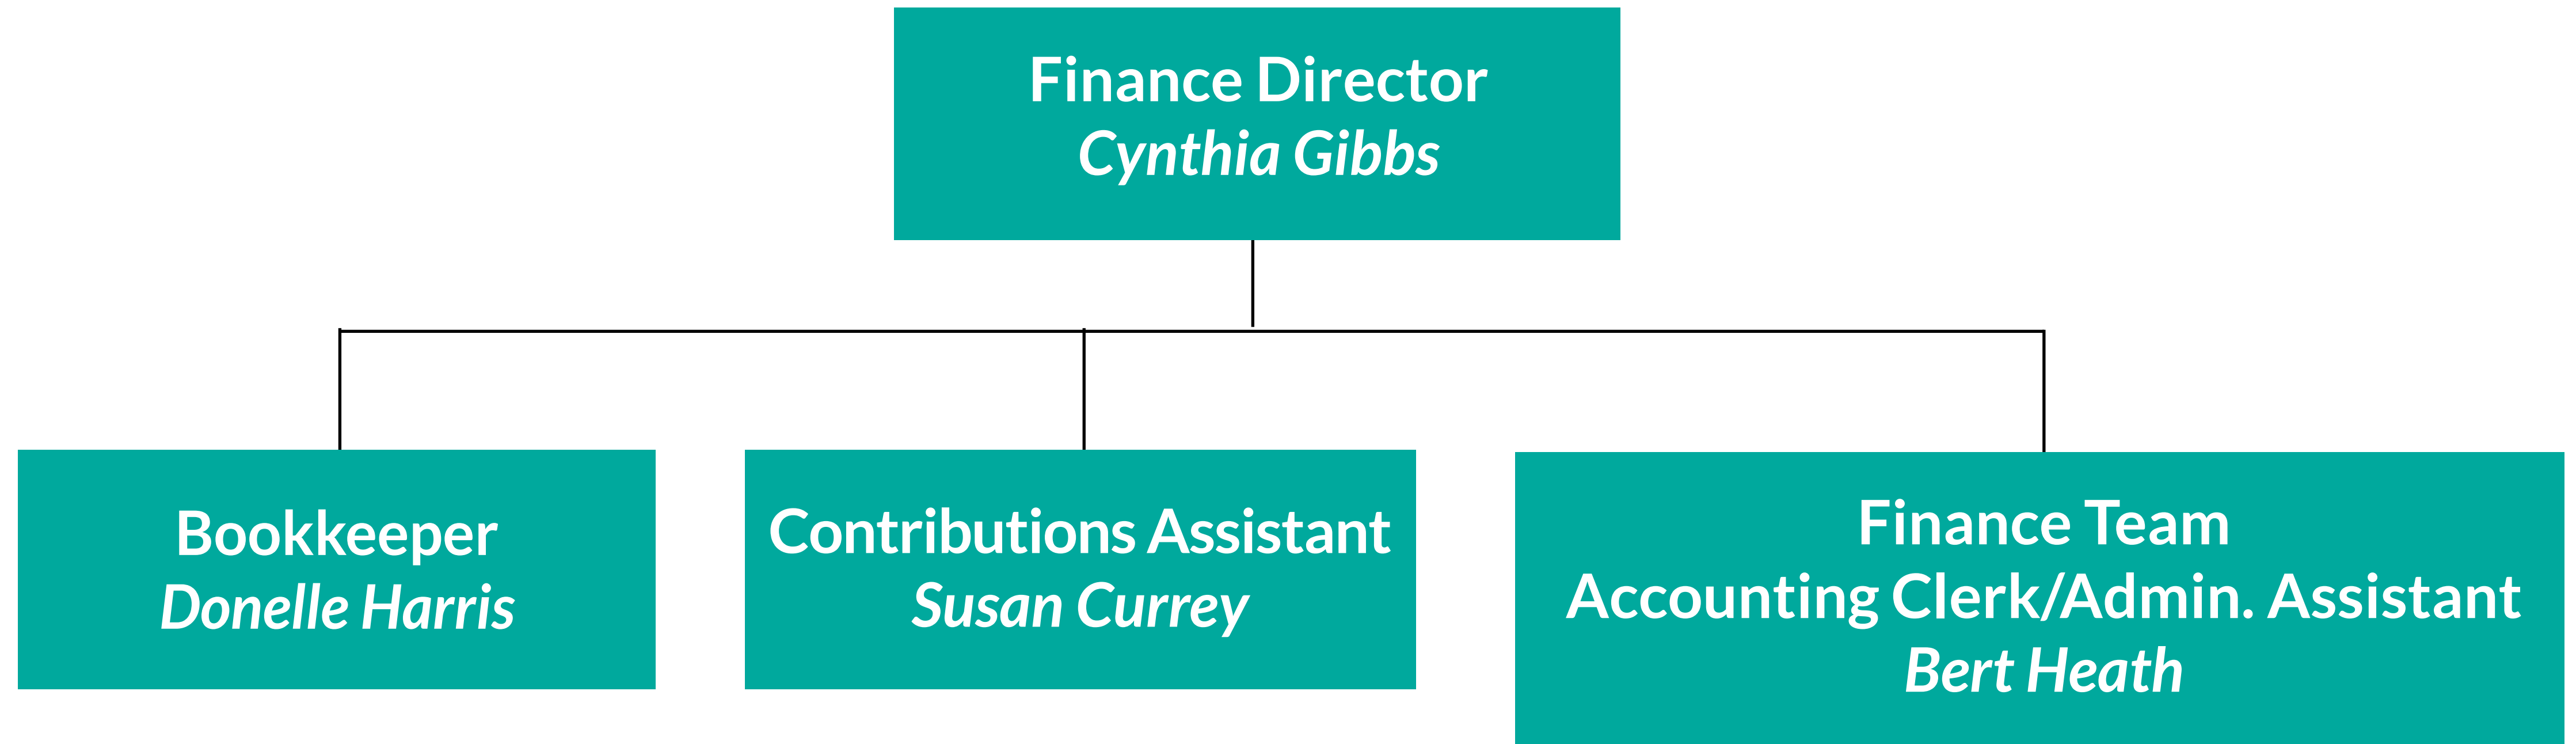 Finance Director
Cynthia Gibbs
Bookkeeper
Donelle Harris
Contributions Assistant
Susan Currey
Finance Team
Accounting Clerk/Admin. Assistant
Bert Heath